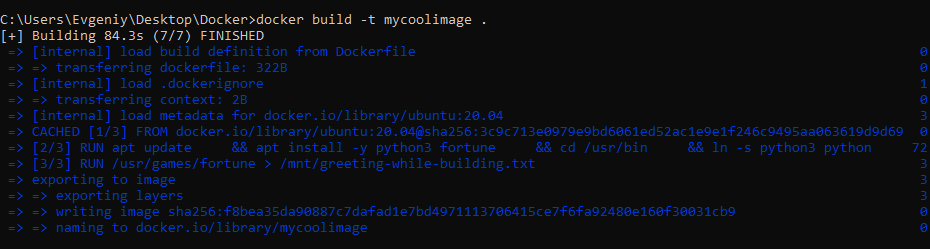 C:\Users\Evgeniy\Desktop\Docker>docker build -t mycoolimage .
[+] Building 84.3s (7/7) FINISHED
=> [internal] load build definition from Dockerfile 0
=> => transferring dockerfile: 322B 0
=> [internal] load .dockerignore 1
=> => transferring context: 2B 0
=> [internal] load metadata for docker.io/library/ubuntu:20.04 3
=> CACHED [1/3] FROM docker.io/library/ubuntu:20.04@sha256:3c9c713e0979e9bd6061ed52ac1e9e1f246c9495aa063619d9d69 0
=> [2/3] RUN apt update     && apt install -y python3 fortune     && cd /usr/bin     && ln -s python3 python 72
=> [3/3] RUN /usr/games/fortune > /mnt/greeting-while-building.txt 3
=> exporting to image 3
=> => exporting layers 3
=> => writing image sha256:f8bea35da90887c7dafad1e7bd4971113706415ce7f6fa92480e160f30031cb9 0
=> => naming to docker.io/library/mycoolimage 0